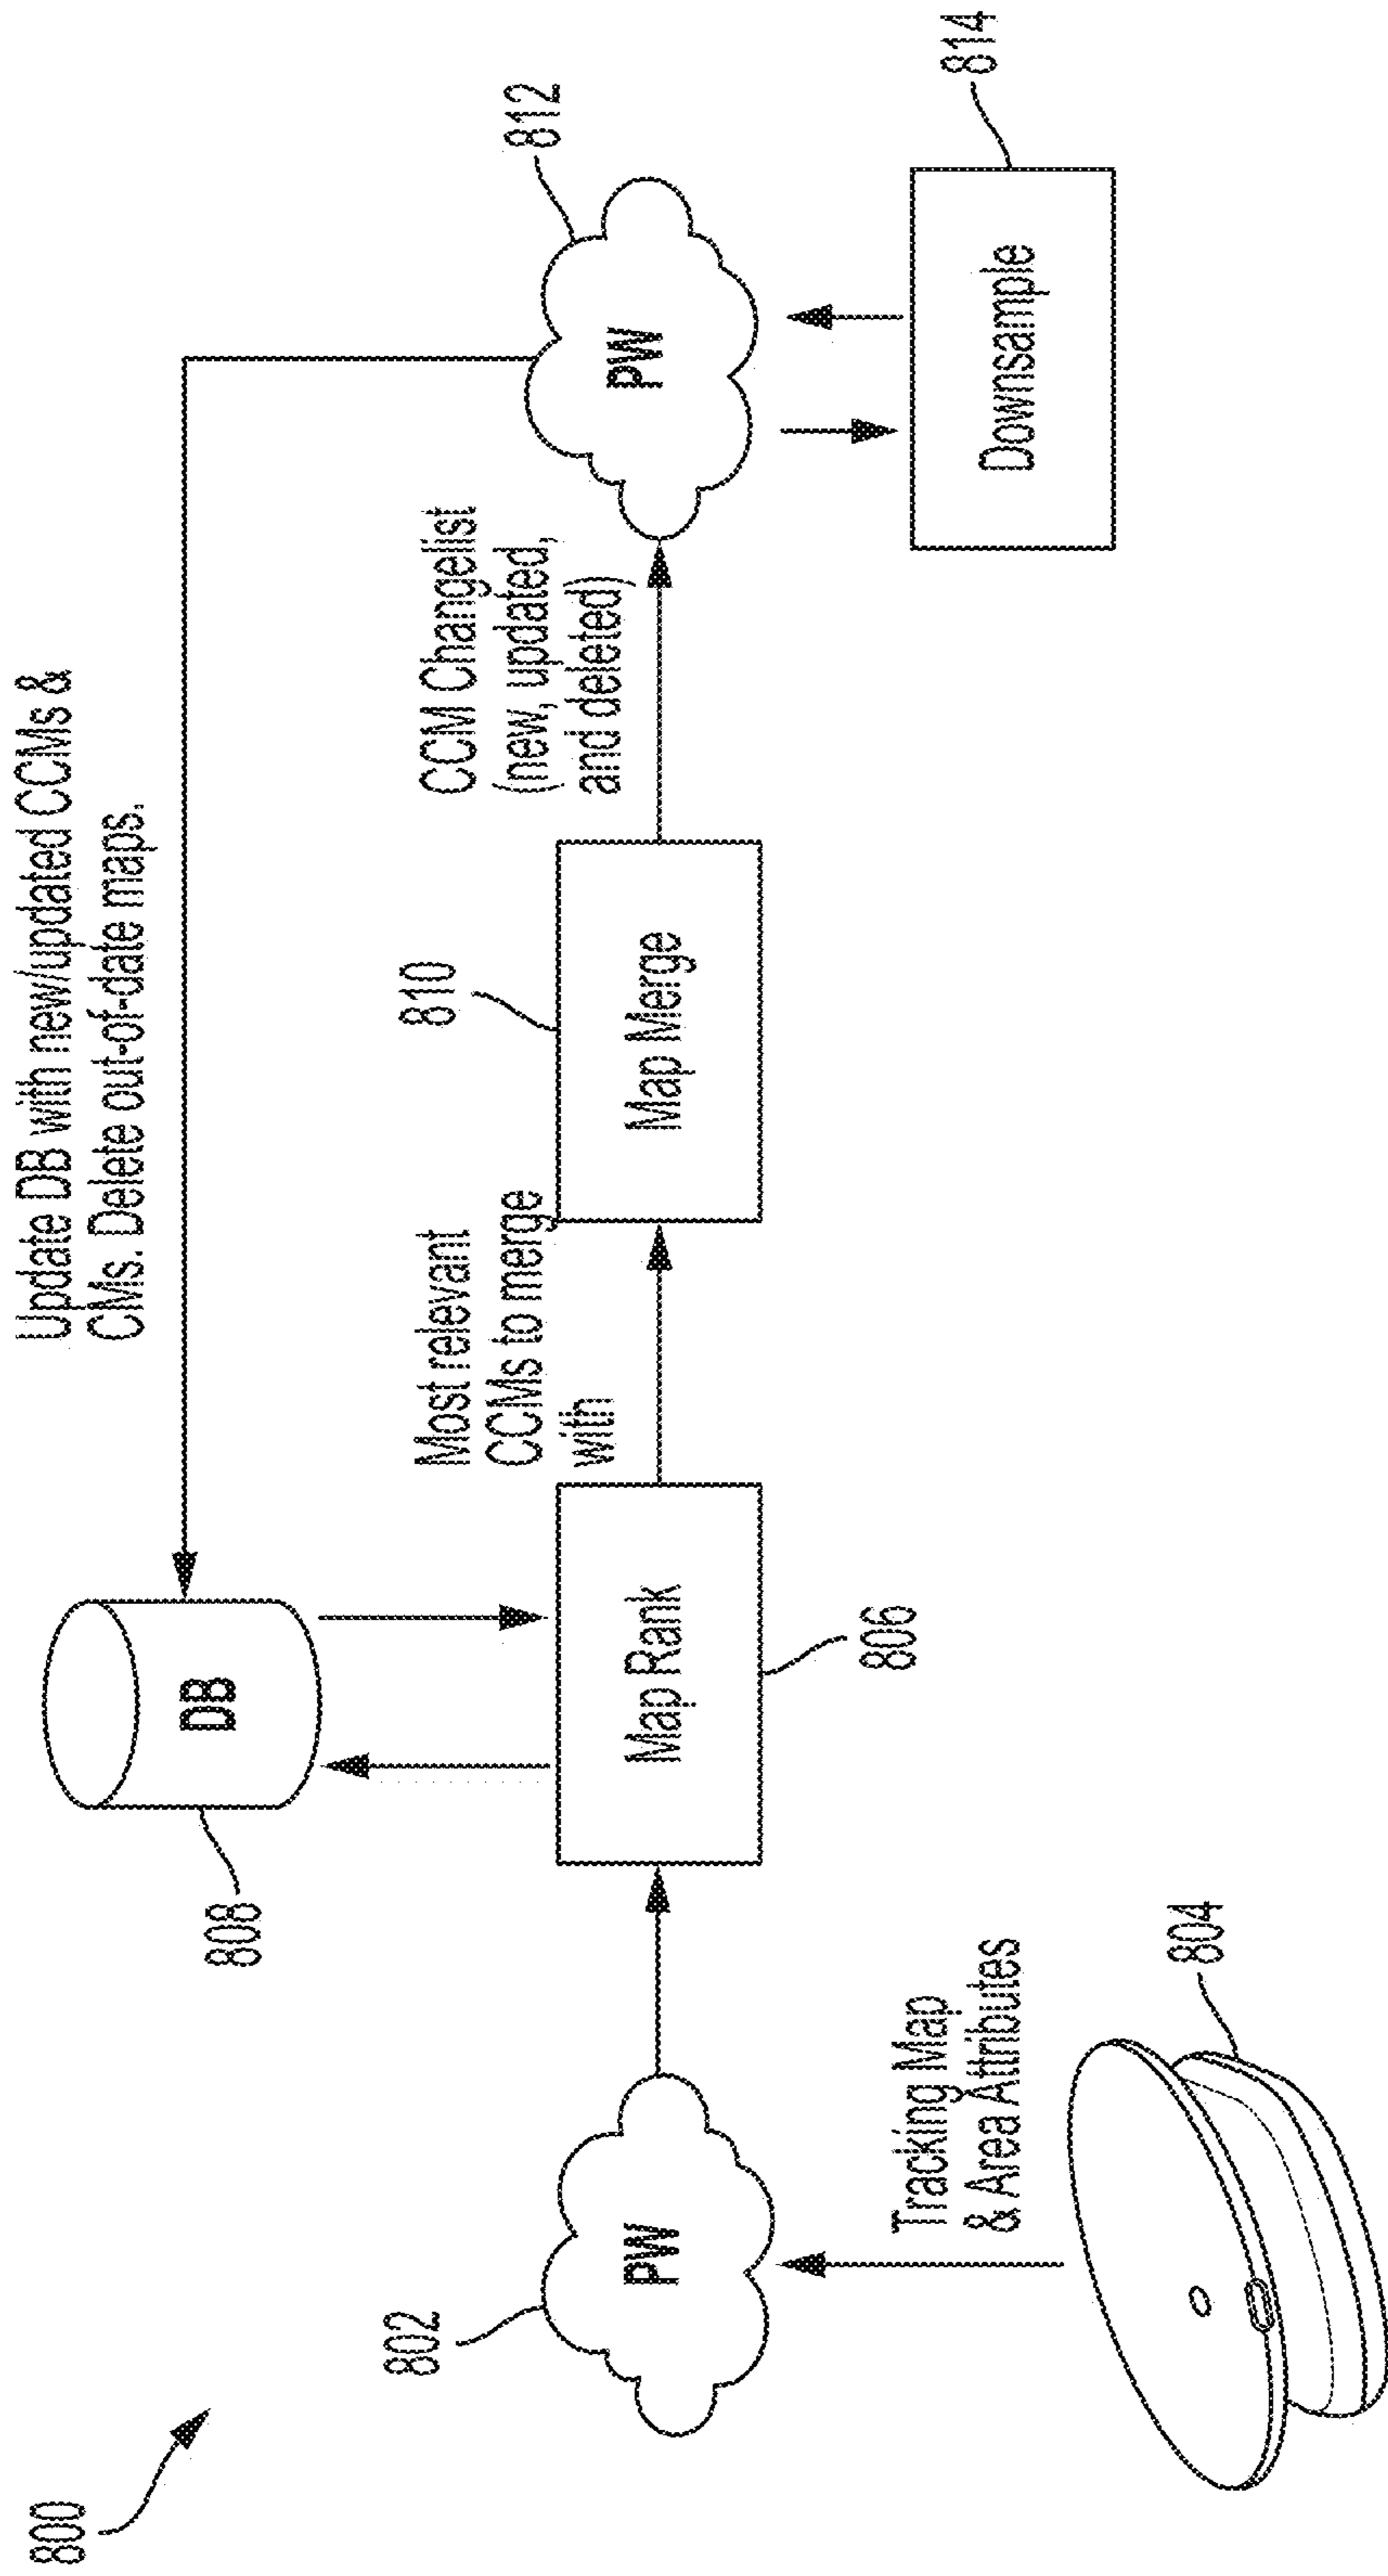 800
Update DB with new/updated CCMs &
CMs. Delete out-of-date maps.
808
DB
802
PW
Most relevant
CCMs to merge
with
Map Rank
806
810
Map Merge
CCM Changelist
(new, updated,
and deleted)
812
PW
Downsample
814
Tracking Map
& Area Attributes
804